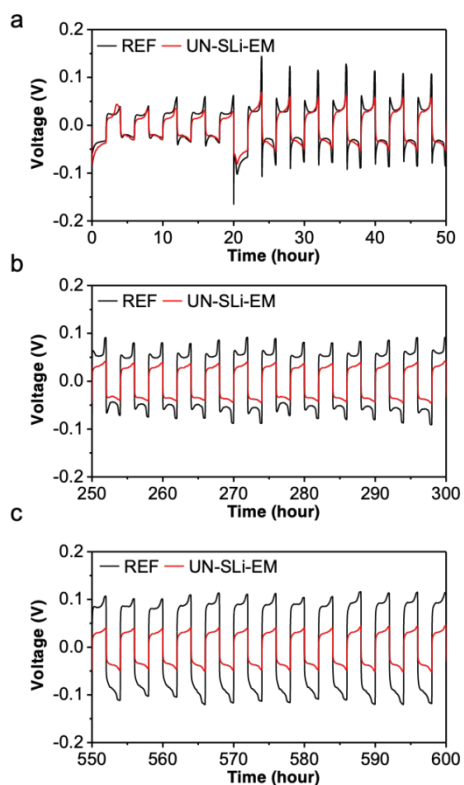 a
REF UN-SLi-EM
0.2
0.1
0.0
-0.1
-0.2
Voltage (V)
0 10 20 30 40 50
Time (hour)
b
REF UN-SLi-EM
0.2
0.1
0.0
-0.1
-0.2
Voltage (V)
250 260 270 280 290 300
Time (hour)
c
REF UN-SLi-EM
0.2
0.1
0.0
-0.1
-0.2
Voltage (V)
550 560 570 580 590 600
Time (hour)